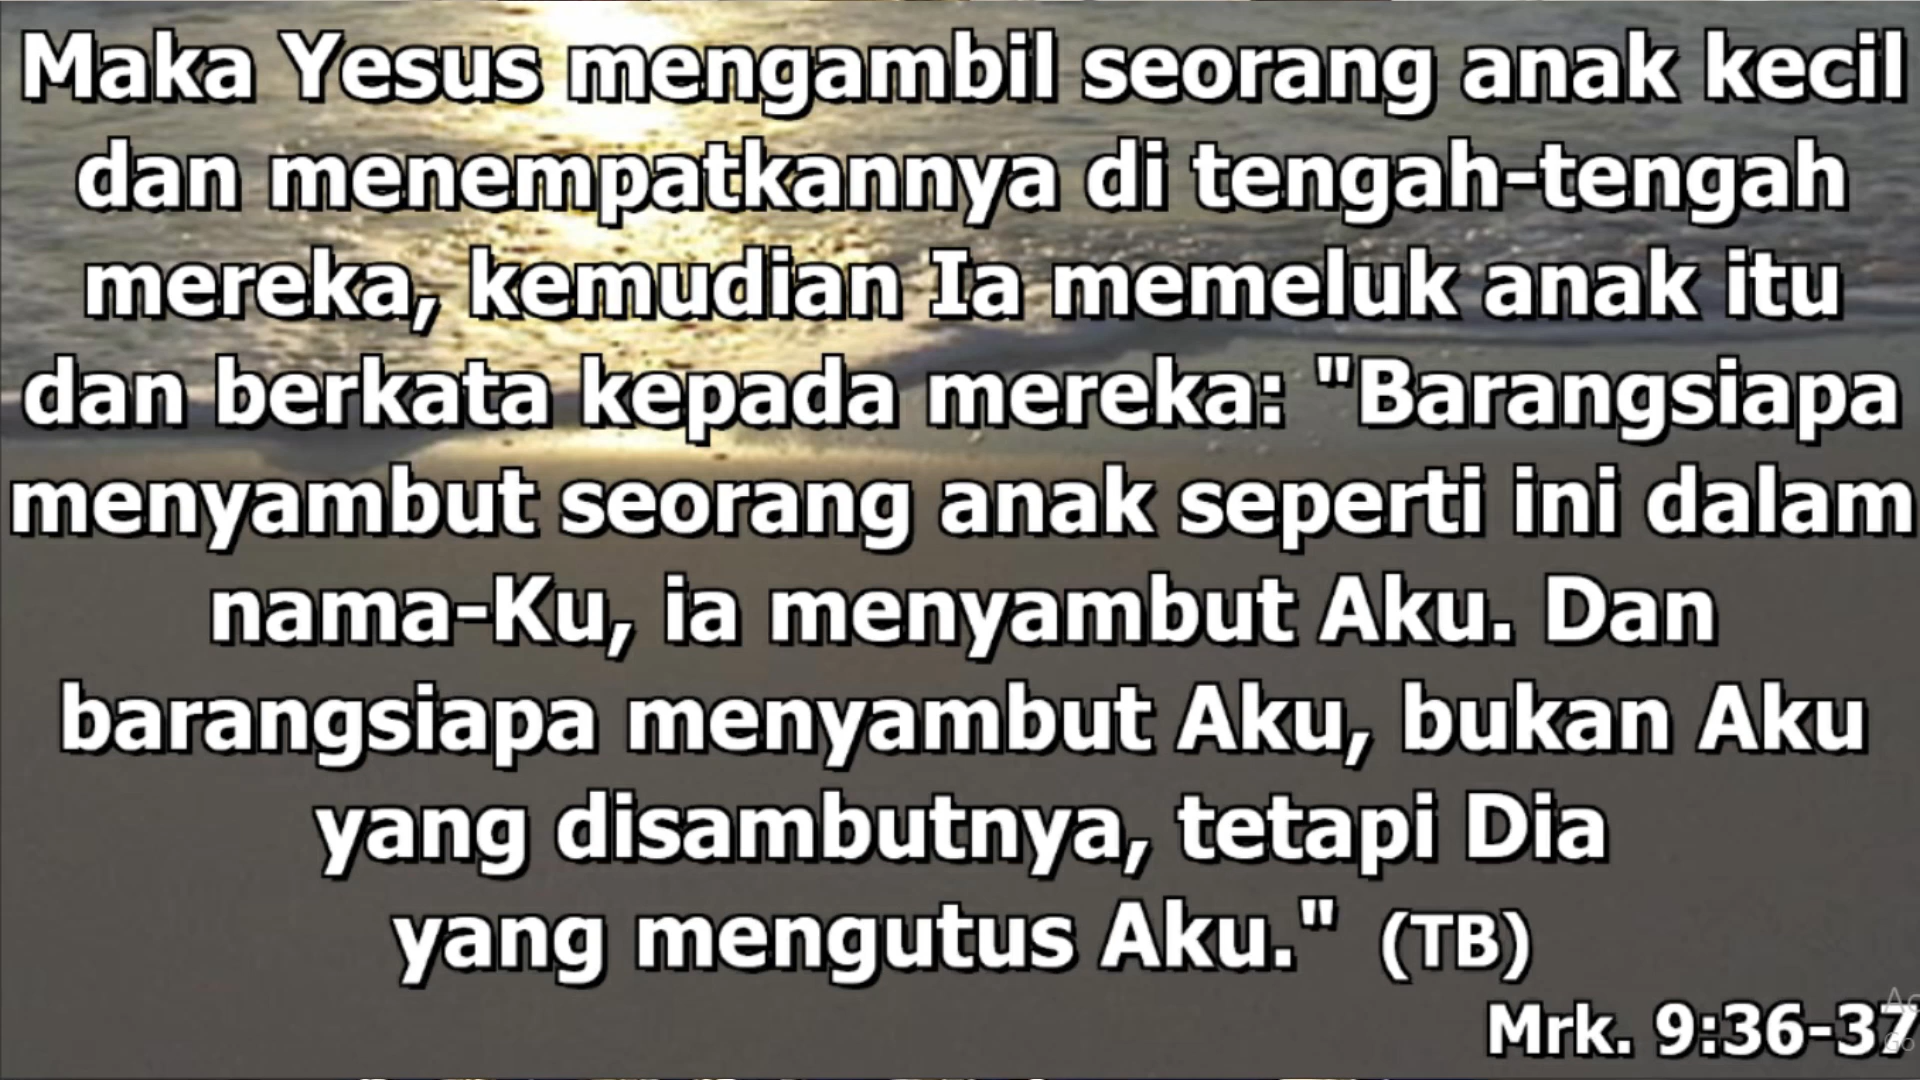 Maka Yesus mengambil seorang anak kecil
dan menempatkannya di tengah-tengah
mereka, kemudian Ia memeluk anak itu
dan berkata kepada mereka: "Barangsiapa
menyambut seorang anak seperti ini dalam
nama-Ku, ia menyambut Aku. Dan
barangsiapa menyambut Aku, bukan Aku
yang disambutnya, tetapi Dia
yang mengutus Aku." (TB)
Mrk. 9:36-37